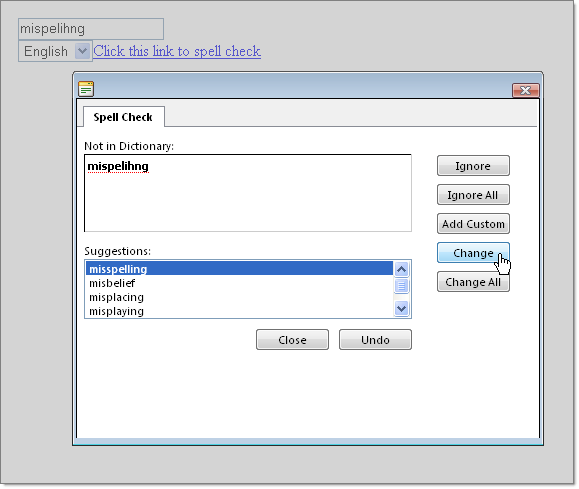 mispelihng
English Click this link to spell check
Spell Check
Not in Dictionary:
mispelihng
Ignore
Ignore All
Add Custom
Change
Change All
Suggestions:
misspelling
misbelief
misplacing
misplaying
Close Undo